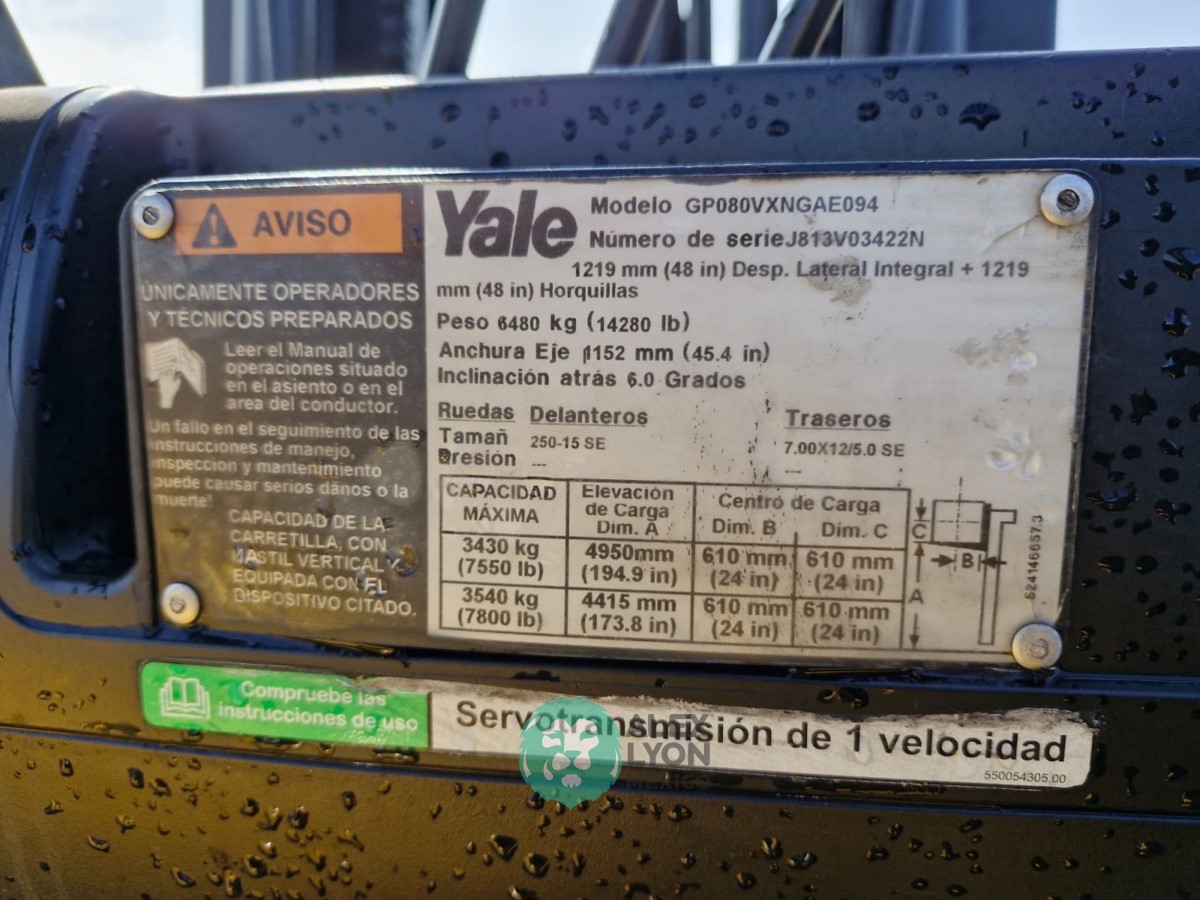 AVISO
ÚNICAMENTE OPERADORES
Y TÉCNICOS PREPARADOS
Leer el Manual de
operaciones situado
en el asiento o en el
area del conductor.
Un fallo en el seguimiento de las
instrucciones de manejo,
inspeccion y mantenimiento
puede causar serios dános o la
muerte!
CAPACIDAD DE LA
CARRETILLA, CON
MASTIL VERTICAL Y
EQUIPADA CON EL
DISPOSITIVO CITADO.
Yale
Modelo GP080VXNGAE094
Número de serie J813V03422N
1219 mm (48 in) Desp. Lateral Integral + 1219
mm (48 in) Horquillas
Peso 6480 kg (14280 lb)
Anchura Eje 1152 mm (45.4 in)
Inclinación atrás 6.0 Grados
Ruedas Delanteros Traseros
Tamañ 250-15 SE 7.00X12/5.0 SE
Presión --- ---
CAPACIDAD MÁXIMA
Elevación de Carga Dim. A
Centro de Carga
Dim. B Dim. C
3430 kg 4950mm 610 mm 610 mm
(7550 lb) (194.9 in) (24 in) (24 in)
3540 kg 4415 mm 610 mm 610 mm
(7800 lb) (173.8 in) (24 in) (24 in)
C
B
A
524146657.3
Compruebe las
instrucciones de uso
Servotransmisión de 1 velocidad
550054305,00
LYON